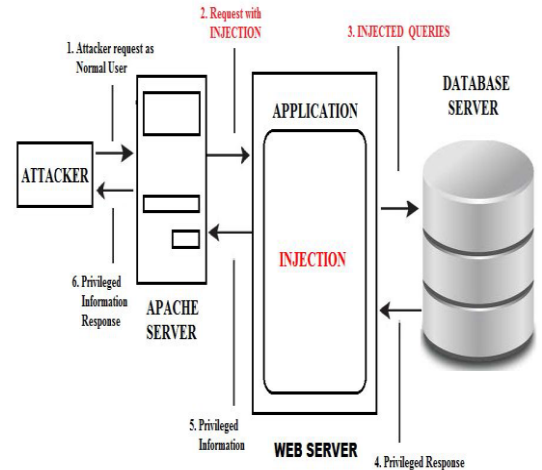 2. Request with
INJECTION
1. Attacker request as
Normal User
3. INJECTED QUERIES
DATABASE
SERVER
APPLICATION
ATTACKER
INJECTION
6. Privileged
Information
Response
APACHE
SERVER
5. Privileged
Information
WEB SERVER
4. Privileged Response